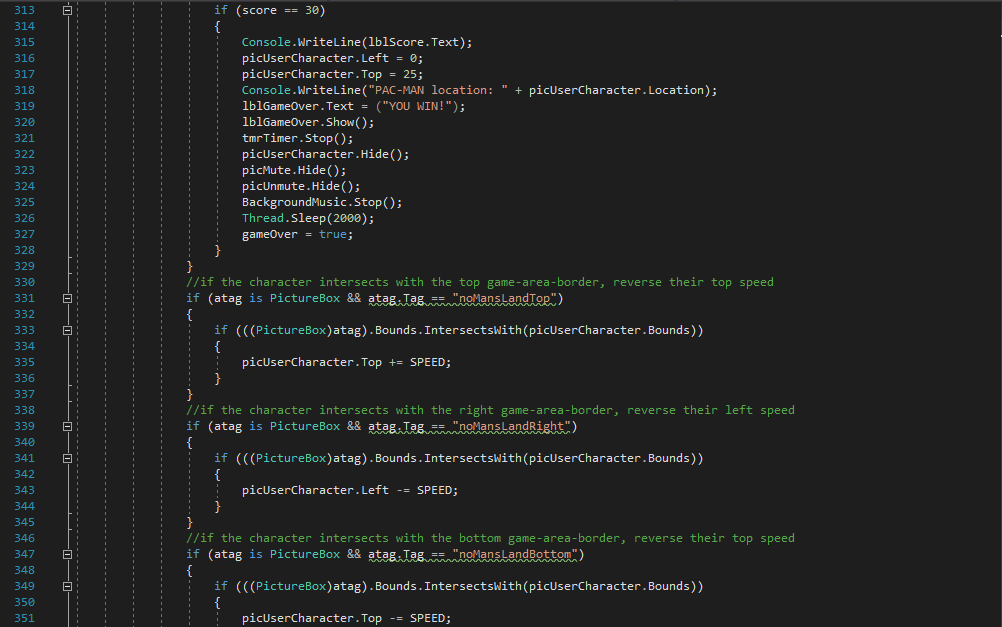 313 if (score == 30)
314 {
315 Console.WriteLine(lblScore.Text);
316 picUserCharacter.Left = 0;
317 picUserCharacter.Top = 25;
318 Console.WriteLine("PAC-MAN location: " + picUserCharacter.Location);
319 lblGameOver.Text = ("YOU WIN!");
320 lblGameOver.Show();
321 tmrTimer.Stop();
322 picUserCharacter.Hide();
323 picMute.Hide();
324 picUnmute.Hide();
325 BackgroundMusic.Stop();
326 Thread.Sleep(2000);
327 gameOver = true;
328 }
329 }
330 //if the character intersects with the top game-area-border, reverse their top speed
331 if (atag is PictureBox && atag.Tag == "noMansLandTop")
332 {
333 if (((PictureBox)atag).Bounds.IntersectsWith(picUserCharacter.Bounds))
334 {
335 picUserCharacter.Top += SPEED;
336 }
337 }
338 //if the character intersects with the right game-area-border, reverse their left speed
339 if (atag is PictureBox && atag.Tag == "noMansLandRight")
340 {
341 if (((PictureBox)atag).Bounds.IntersectsWith(picUserCharacter.Bounds))
342 {
343 picUserCharacter.Left -= SPEED;
344 }
345 }
346 //if the character intersects with the bottom game-area-border, reverse their top speed
347 if (atag is PictureBox && atag.Tag == "noMansLandBottom")
348 {
349 if (((PictureBox)atag).Bounds.IntersectsWith(picUserCharacter.Bounds))
350 {
351 picUserCharacter.Top -= SPEED;